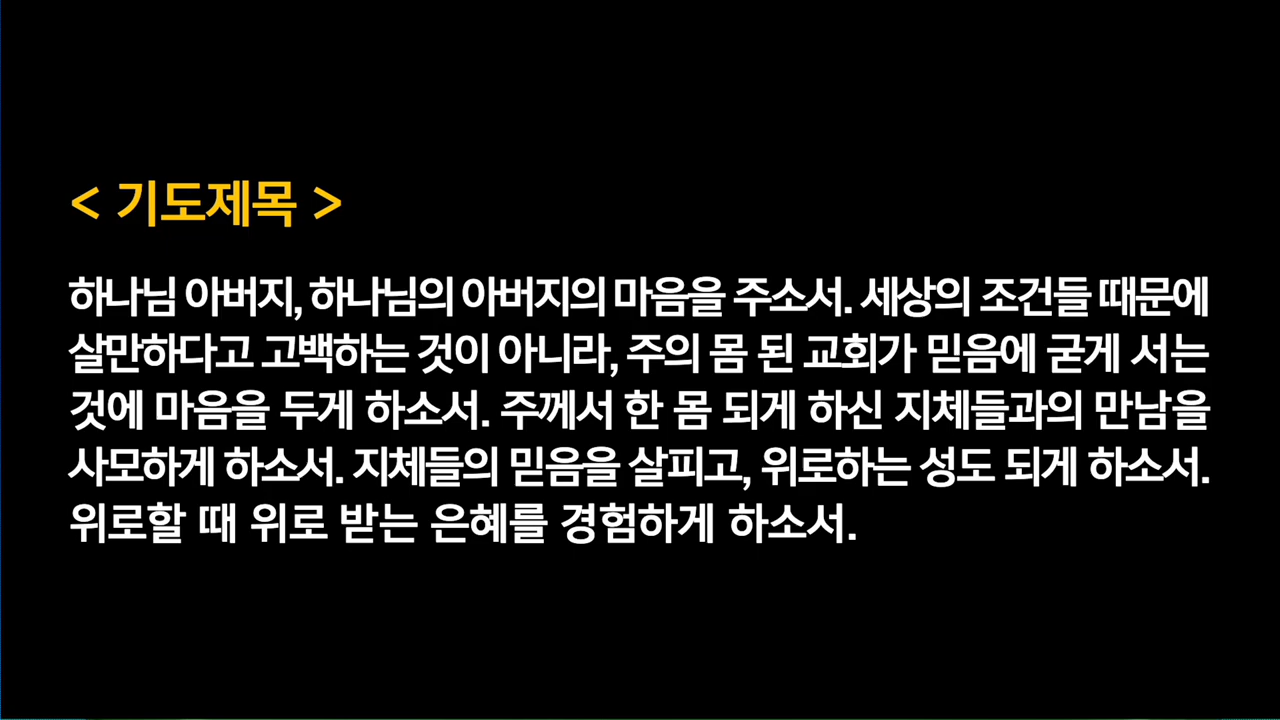 < 기도제목 >
하나님 아버지, 하나님의 아버지의 마음을 주소서. 세상의 조건들 때문에
살만하다고 고백하는 것이 아니라, 주의 몸 된 교회가 믿음에 굳게 서는
것에 마음을 두게 하소서. 주께서 한 몸 되게 하신 지체들과의 만남을
사모하게 하소서. 지체들의 믿음을 살피고, 위로하는 성도 되게 하소서.
위로할 때 위로 받는 은혜를 경험하게 하소서.